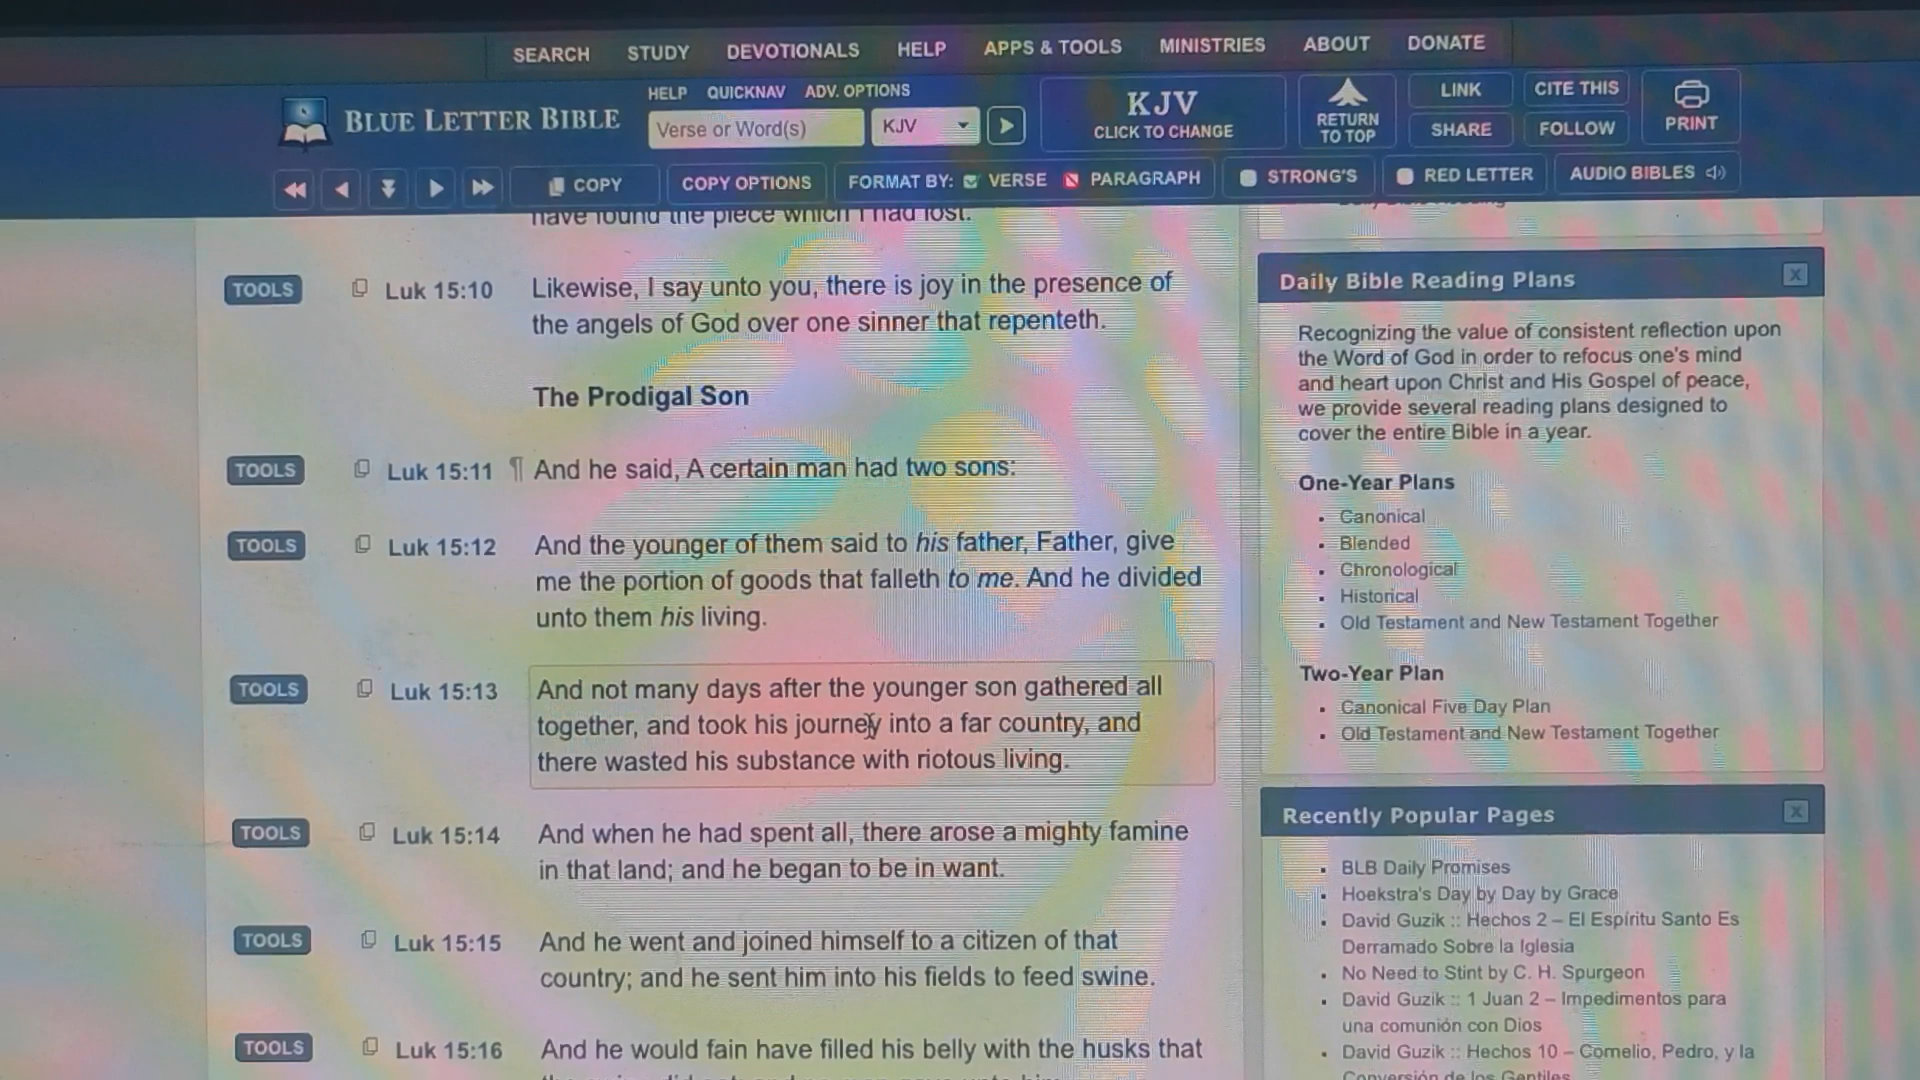 SEARCH STUDY DEVOTIONALS HELP APPS & TOOLS MINISTRIES ABOUT DONATE
BLUE LETTER BIBLE
HELP QUICKNAV ADV. OPTIONS
Verse or Word(s) KJV
KJV
CLICK TO CHANGE
RETURN
TO TOP
LINK CITE THIS
SHARE FOLLOW
PRINT
COPY COPY OPTIONS FORMAT BY: VERSE PARAGRAPH STRONG'S RED LETTER AUDIO BIBLES
have found the piece which I had lost.
TOOLS Luk 15:10 Likewise, I say unto you, there is joy in the presence of
the angels of God over one sinner that repenteth.
The Prodigal Son
TOOLS Luk 15:11 ¶ And he said, A certain man had two sons:
TOOLS Luk 15:12 And the younger of them said to his father, Father, give
me the portion of goods that falleth to me. And he divided
unto them his living.
TOOLS Luk 15:13 And not many days after the younger son gathered all
together, and took his journey into a far country, and
there wasted his substance with riotous living.
TOOLS Luk 15:14 And when he had spent all, there arose a mighty famine
in that land; and he began to be in want.
TOOLS Luk 15:15 And he went and joined himself to a citizen of that
country; and he sent him into his fields to feed swine.
TOOLS Luk 15:16 And he would fain have filled his belly with the husks that
Daily Bible Reading Plans
Recognizing the value of consistent reflection upon
the Word of God in order to refocus one's mind
and heart upon Christ and His Gospel of peace,
we provide several reading plans designed to
cover the entire Bible in a year.
One-Year Plans
Canonical
Blended
Chronological
Historical
Old Testament and New Testament Together
Two-Year Plan
Canonical Five Day Plan
Old Testament and New Testament Together
Recently Popular Pages
BLB Daily Promises
Hoekstra's Day by Day by Grace
David Guzik :: Hechos 2 – El Espíritu Santo Es
Derramado Sobre la Iglesia
No Need to Stint by C. H. Spurgeon
David Guzik :: 1 Juan 2 – Impedimentos para
una comunión con Dios
David Guzik :: Hechos 10 – Cornelio, Pedro, y la
Conversión de los Gentiles